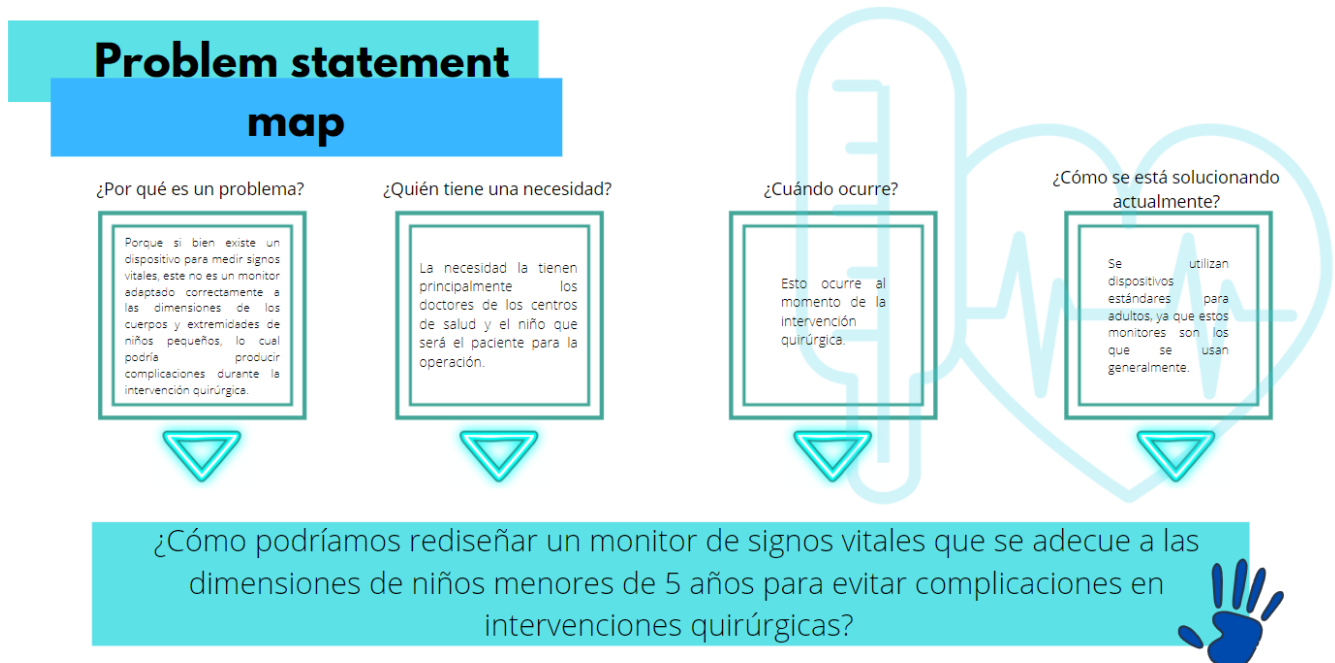 Problem statement
map
¿Por qué es un problema?
Porque si bien existe un
dispositivo para medir signos
vitales, este no es un monitor
adaptado correctamente a
las dimensiones de los
cuerpos y extremidades de
niños pequeños, lo cual
podría producir
complicaciones durante la
intervención quirúrgica.
¿Quién tiene una necesidad?
La necesidad la tienen
principalmente los
doctores de los centros
de salud y el niño que
será el paciente para la
operación.
¿Cuándo ocurre?
Esto ocurre al
momento de la
intervención
quirúrgica.
¿Cómo se está solucionando
actualmente?
Se utilizan
dispositivos
estándares para
adultos, ya que estos
monitores son los
que se usan
generalmente.
¿Cómo podríamos rediseñar un monitor de signos vitales que se adecue a las
dimensiones de niños menores de 5 años para evitar complicaciones en
intervenciones quirúrgicas?